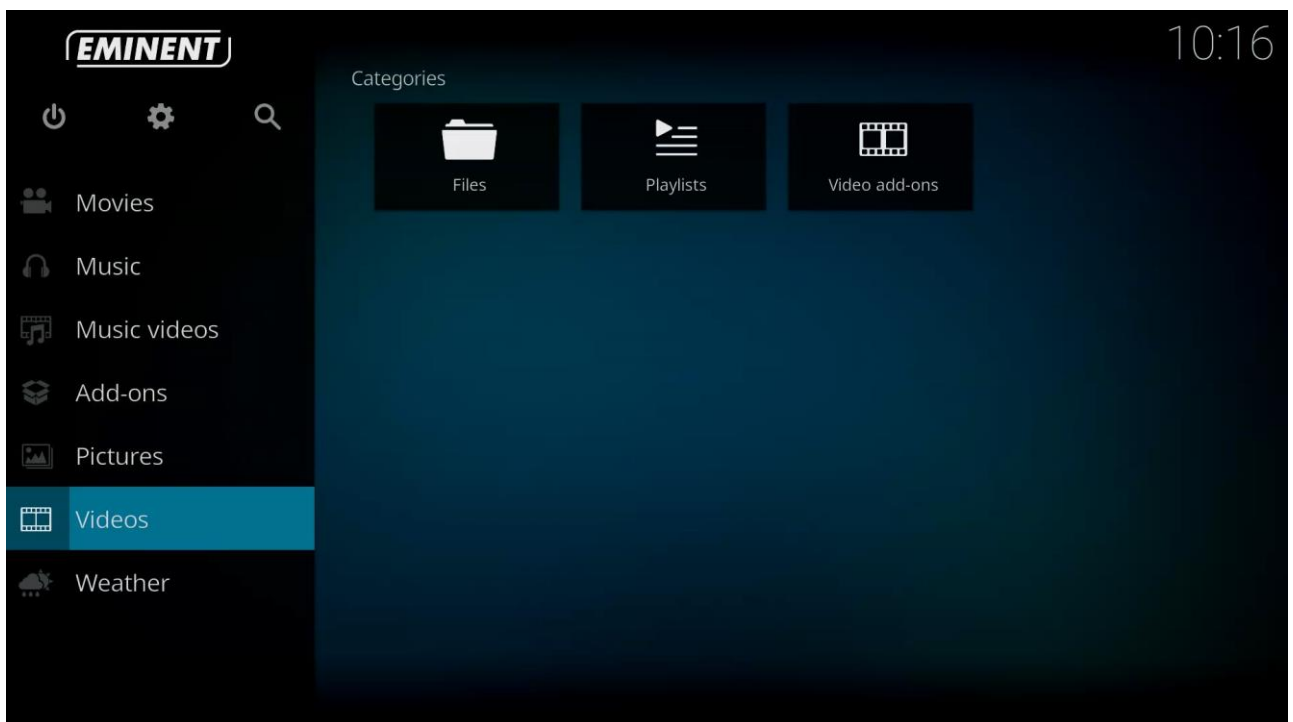 EMINENT
10:16
Categories
Files
Playlists
Video add-ons
Movies
Music
Music videos
Add-ons
Pictures
Videos
Weather